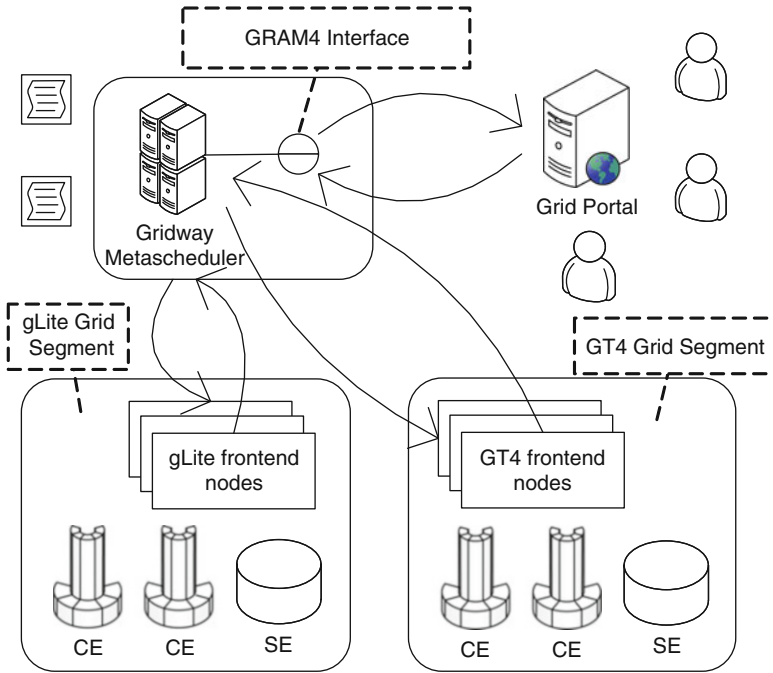 GRAM4 Interface
Grid Portal
Gridway
Metascheduler
gLite Grid
Segment
GT4 Grid Segment
gLite frontend
nodes
GT4 frontend
nodes
CE
CE
SE
CE
CE
SE